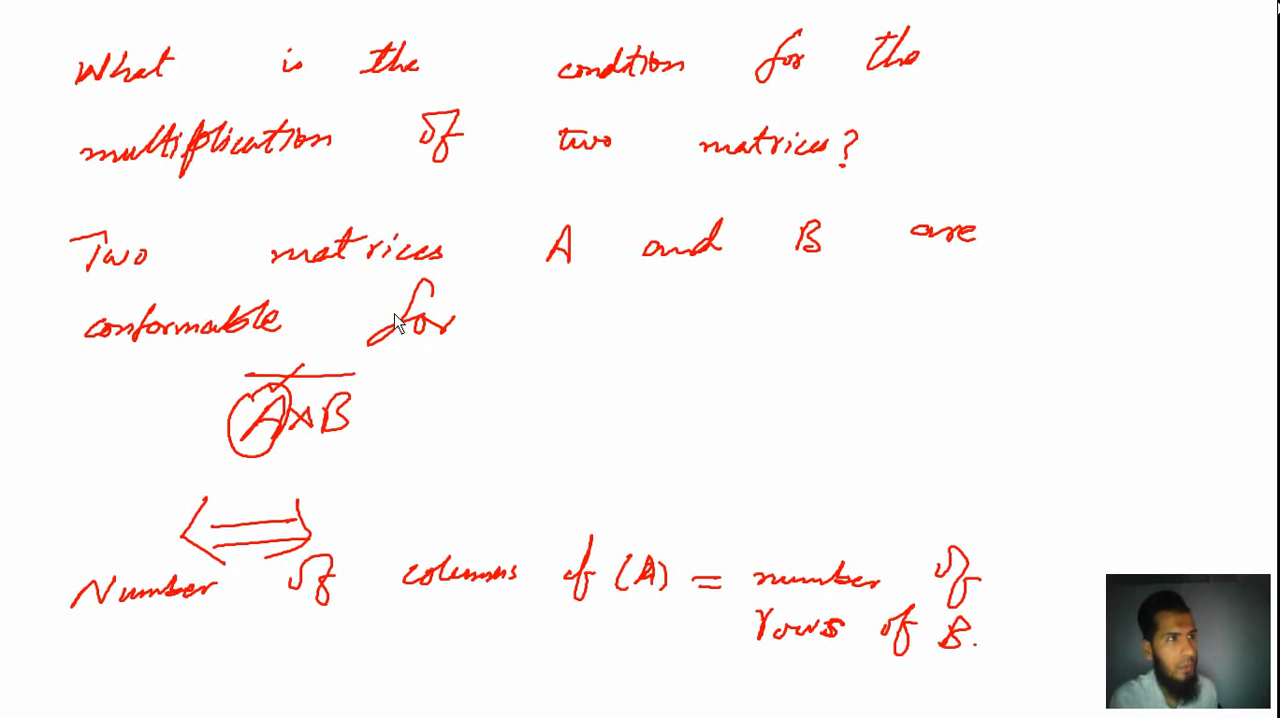 What is the condition for the
multiplication of two matrices?
Two matrices A and B are
conformable for
A×B
⟺
Number of columns of (A) = number of
rows of B.